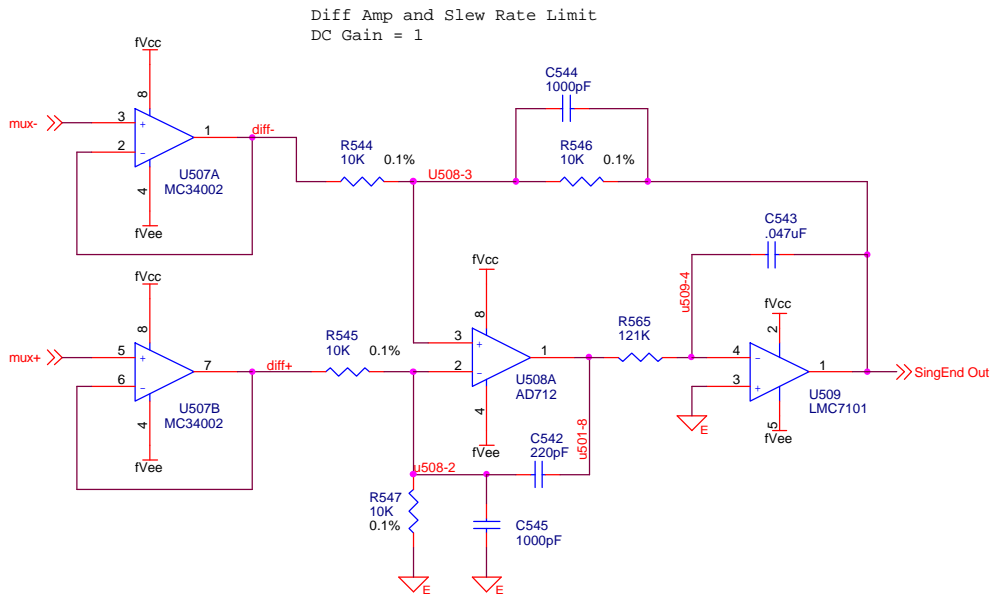 Diff Amp and Slew Rate Limit
DC Gain = 1
fVcc
8
mux-
3
+
2
-
1
diff-
U507A
MC34002
4
fVee
C544
1000pF
R544
10K
0.1%
U508-3
R546
10K
0.1%
C543
.047uF
fVcc
8
mux+
5
+
6
-
7
diff+
U507B
MC34002
4
fVee
R545
10K
0.1%
fVcc
8
3
+
2
-
1
U508A
AD712
4
fVee
R565
121K
u509-4
fVcc
2
4
-
3
+
1
U509
LMC7101
5
fVee
E
SingEnd Out
u508-2
C542
220pF
u501-8
R547
10K
0.1%
C545
1000pF
E
E